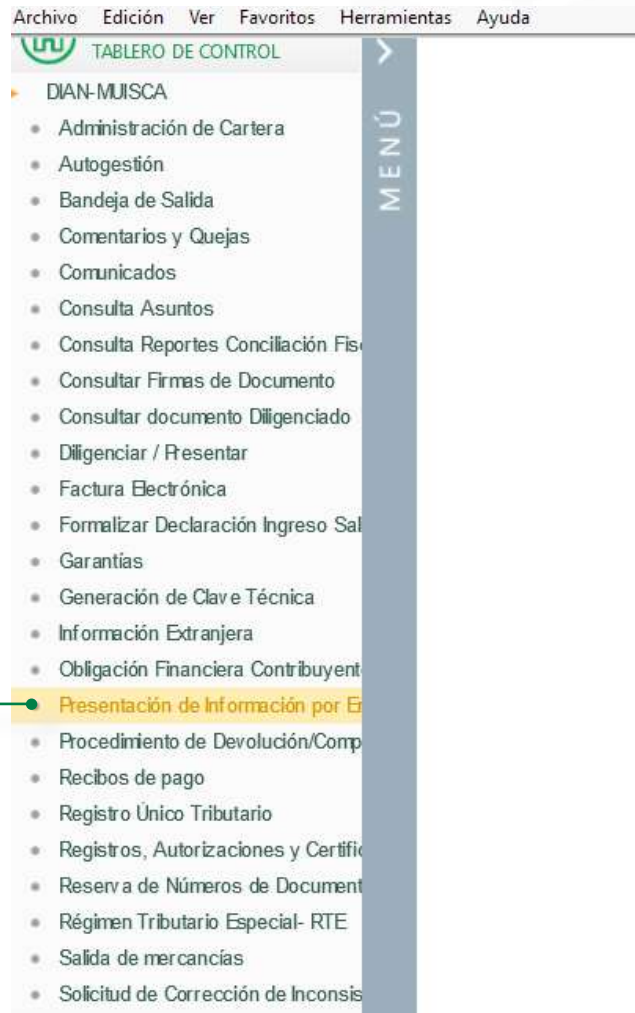 Archivo Edición Ver Favoritos Herramientas Ayuda
TABLERO DE CONTROL
MENÚ
DIAN-MUISCA
Administración de Cartera
Autogestión
Bandeja de Salida
Comentarios y Quejas
Comunicados
Consulta Asuntos
Consulta Reportes Conciliación Fis
Consultar Firmas de Documento
Consultar documento Diligenciado
Diligenciar / Presentar
Factura Electrónica
Formalizar Declaración Ingreso Sal
Garantías
Generación de Clave Técnica
Información Extranjera
Obligación Financiera Contribuyent
Presentación de Información por En
Procedimiento de Devolución/Comp
Recibos de pago
Registro Único Tributario
Registros, Autorizaciones y Certific
Reserva de Números de Document
Régimen Tributario Especial- RTE
Salida de mercancías
Solicitud de Corrección de Inconsis